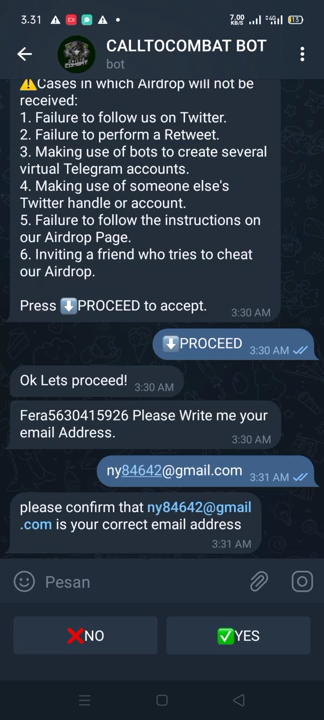 3.31
7,00
KB/S
13
CALLTOCOMBAT BOT
bot
⚠️Cases in which Airdrop will not be
received:
1. Failure to follow us on Twitter.
2. Failure to perform a Retweet.
3. Making use of bots to create several
virtual Telegram accounts.
4. Making use of someone else's
Twitter handle or account.
5. Failure to follow the instructions on
our Airdrop Page.
6. Inviting a friend who tries to cheat
our Airdrop.
Press ⬇️PROCEED to accept.
3:30 AM
⬇️PROCEED
3:30 AM
Ok Lets proceed!
3:30 AM
Fera5630415926 Please Write me your
email Address.
3:30 AM
ny84642@gmail.com
3:31 AM
please confirm that ny84642@gmail
.com is your correct email address
3:31 AM
Pesan
❌NO
✅YES